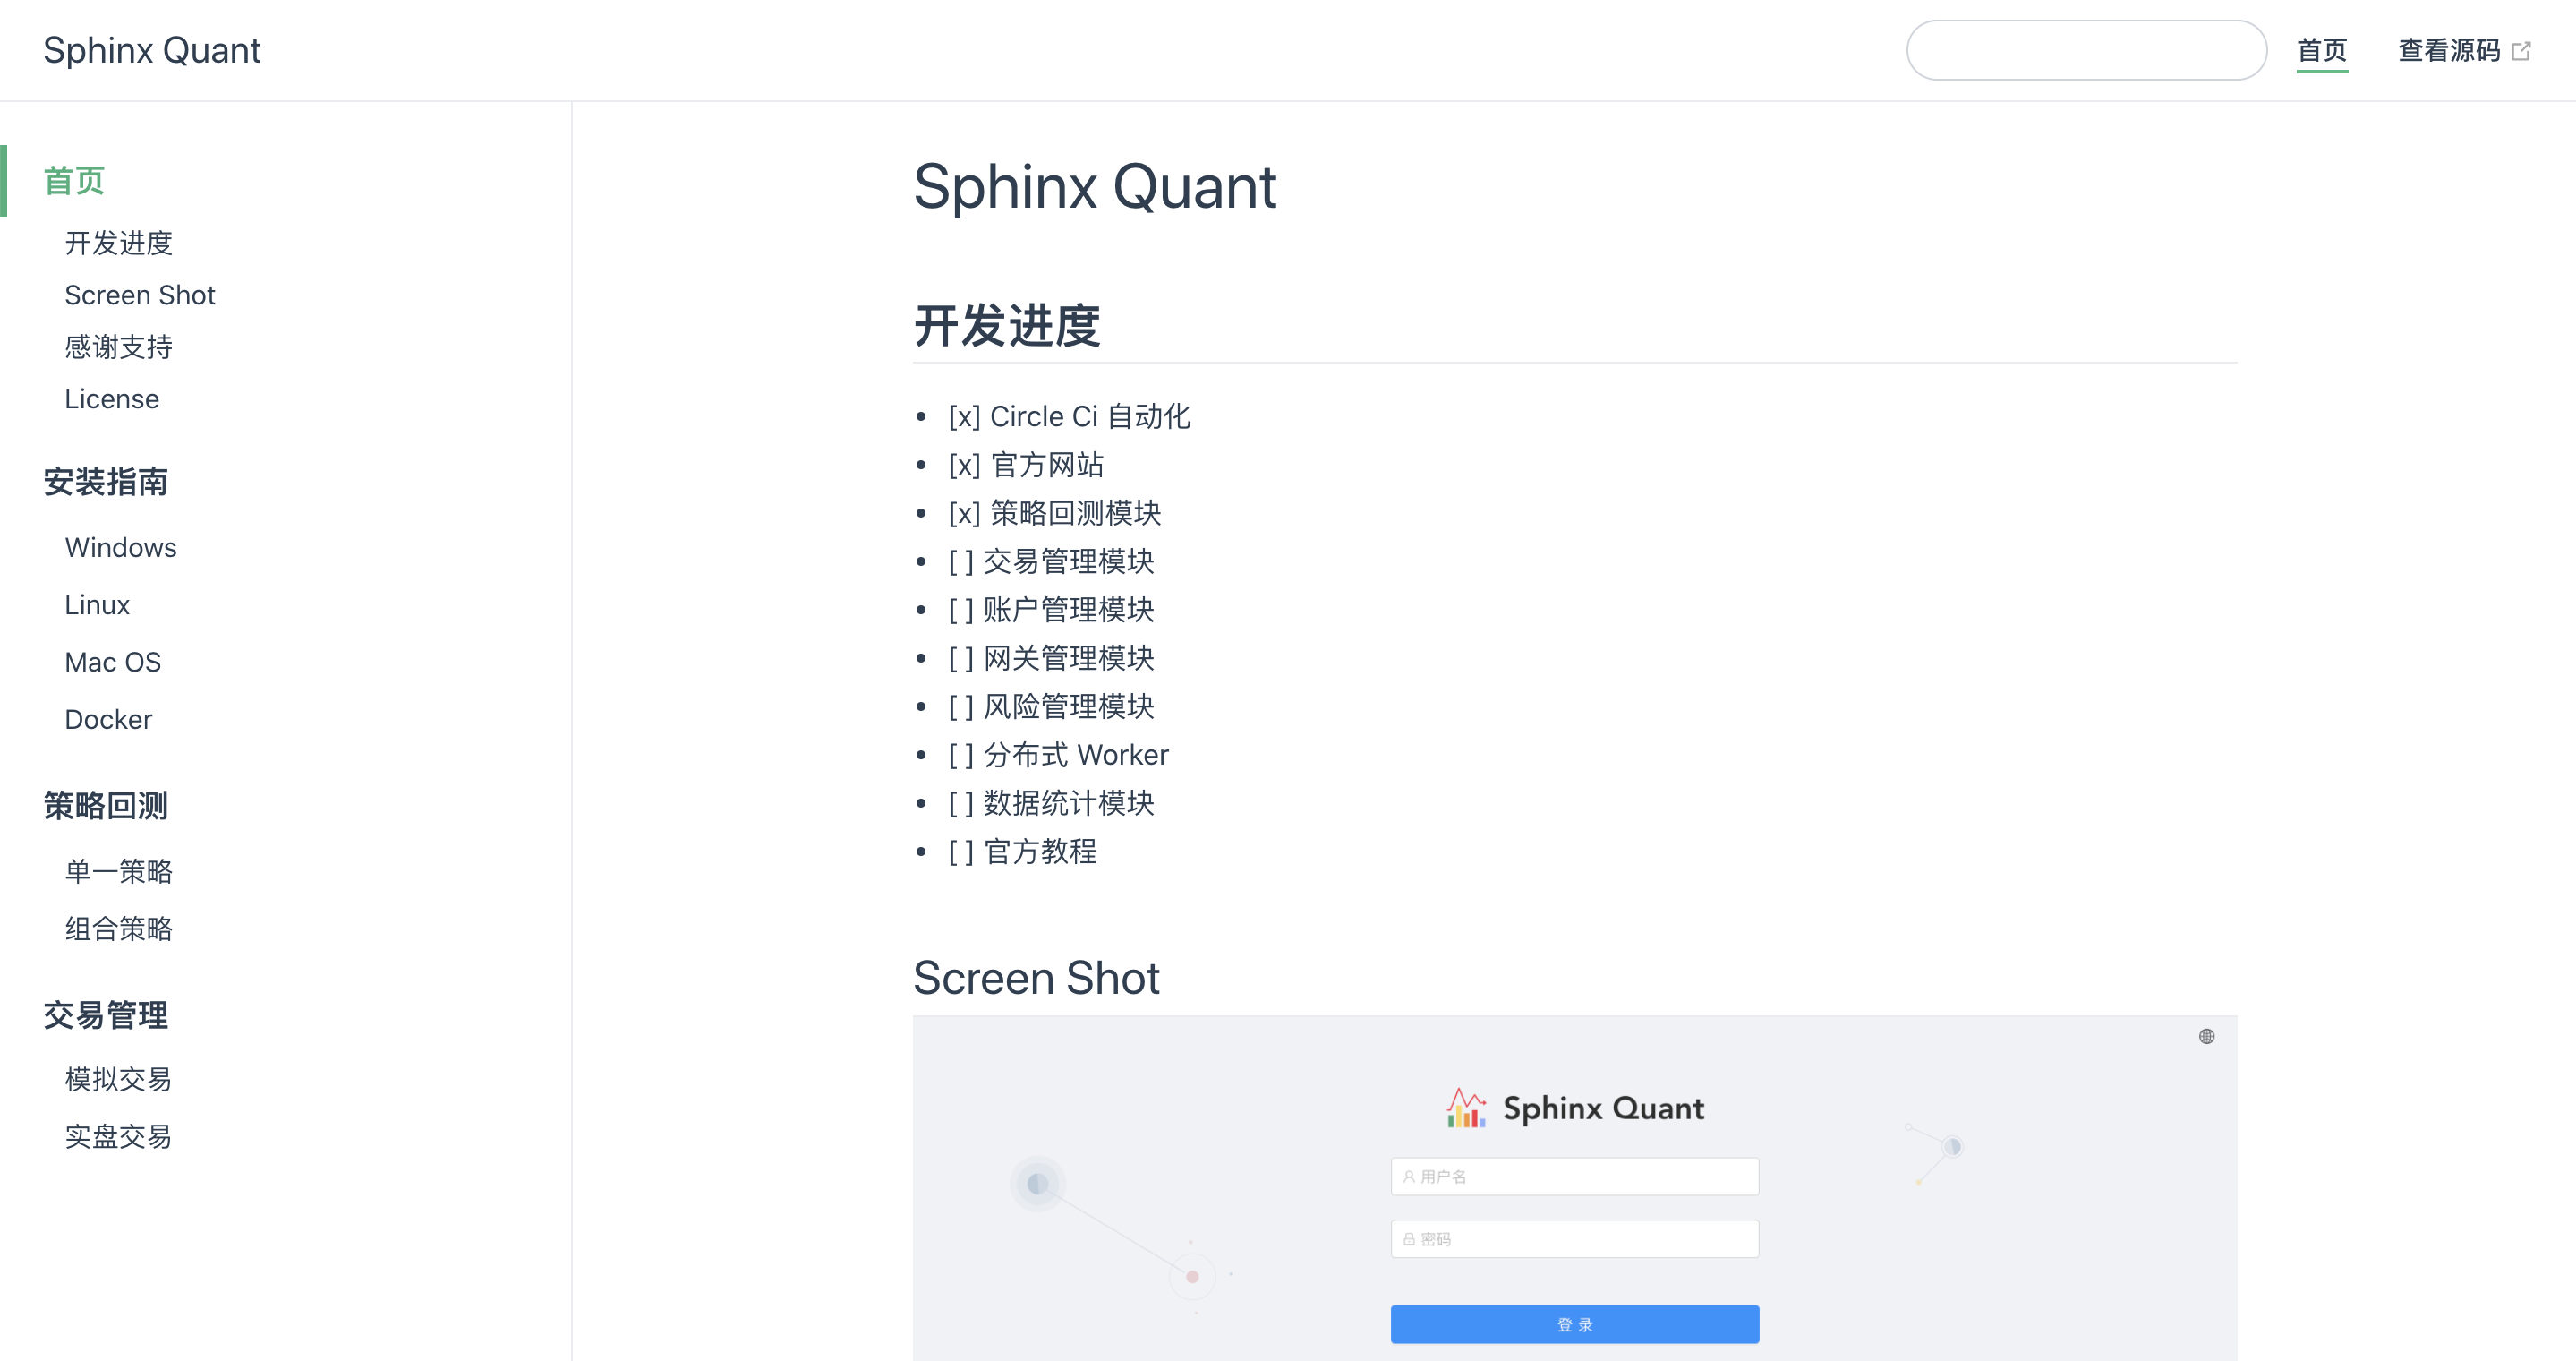 Sphinx Quant
首页
查看源码
首页
开发进度
Screen Shot
感谢支持
License
安装指南
Windows
Linux
Mac OS
Docker
策略回测
单一策略
组合策略
交易管理
模拟交易
实盘交易
Sphinx Quant
开发进度
[x] Circle Ci 自动化
[x] 官方网站
[x] 策略回测模块
[ ] 交易管理模块
[ ] 账户管理模块
[ ] 网关管理模块
[ ] 风险管理模块
[ ] 分布式 Worker
[ ] 数据统计模块
[ ] 官方教程
Screen Shot
Sphinx Quant
用户名
密码
登 录